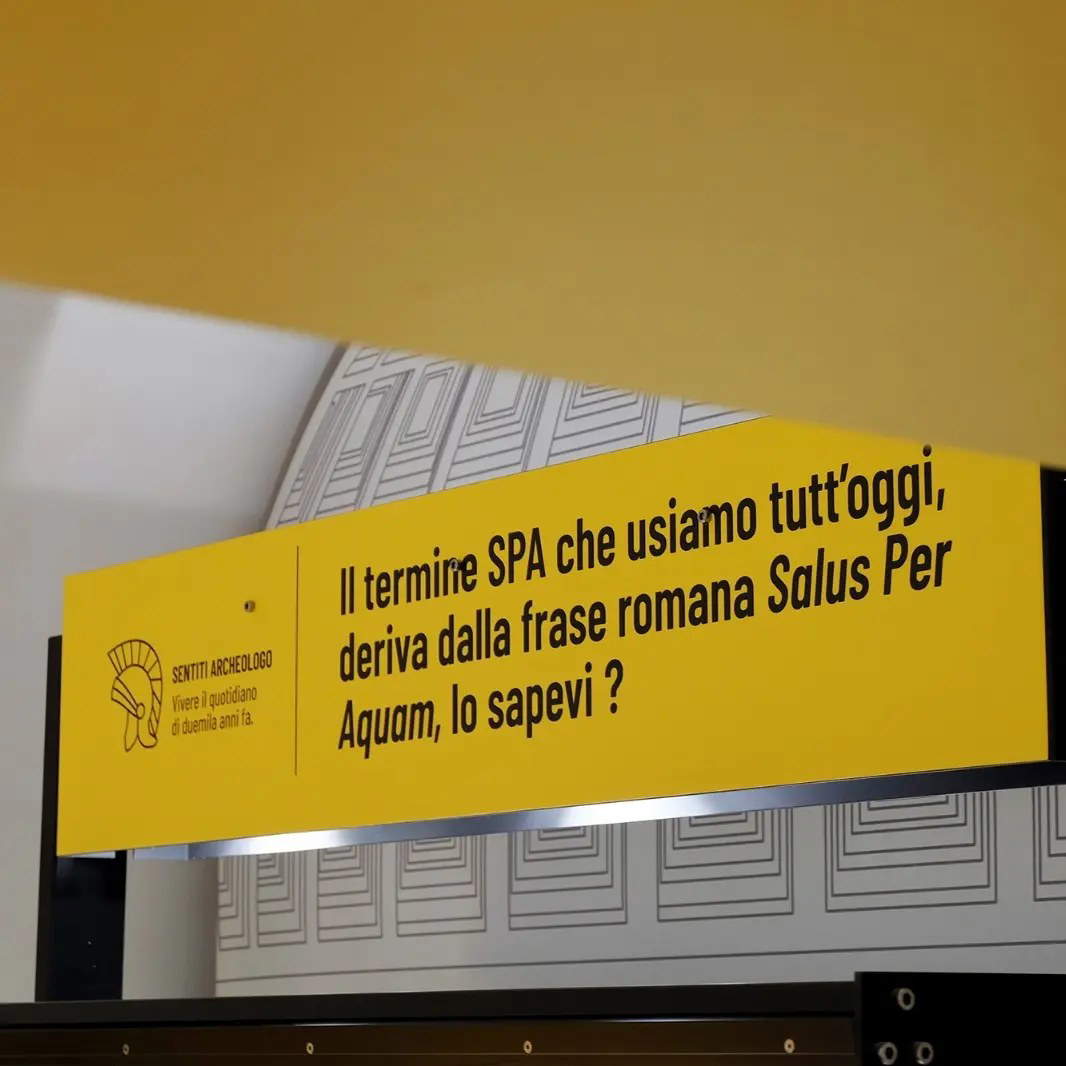 SENTITI ARCHEOLOGO
Vivere il quotidiano
di duemila anni fa.
Il termine SPA che usiamo tutt'oggi,
deriva dalla frase romana Salus Per
Aquam, lo sapevi ?